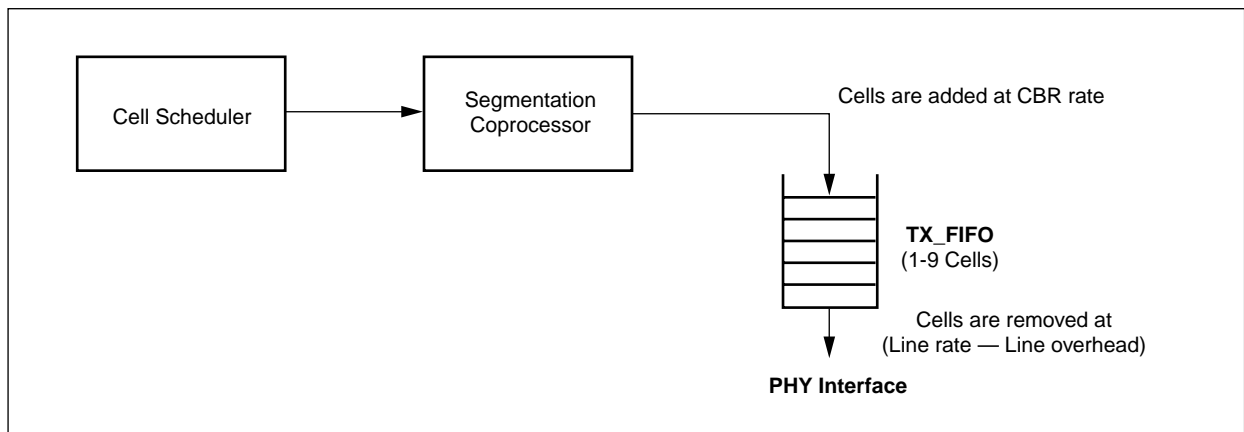 Cell Scheduler
Segmentation
Coprocessor
Cells are added at CBR rate
TX_FIFO
(1-9 Cells)
Cells are removed at
(Line rate — Line overhead)
PHY Interface